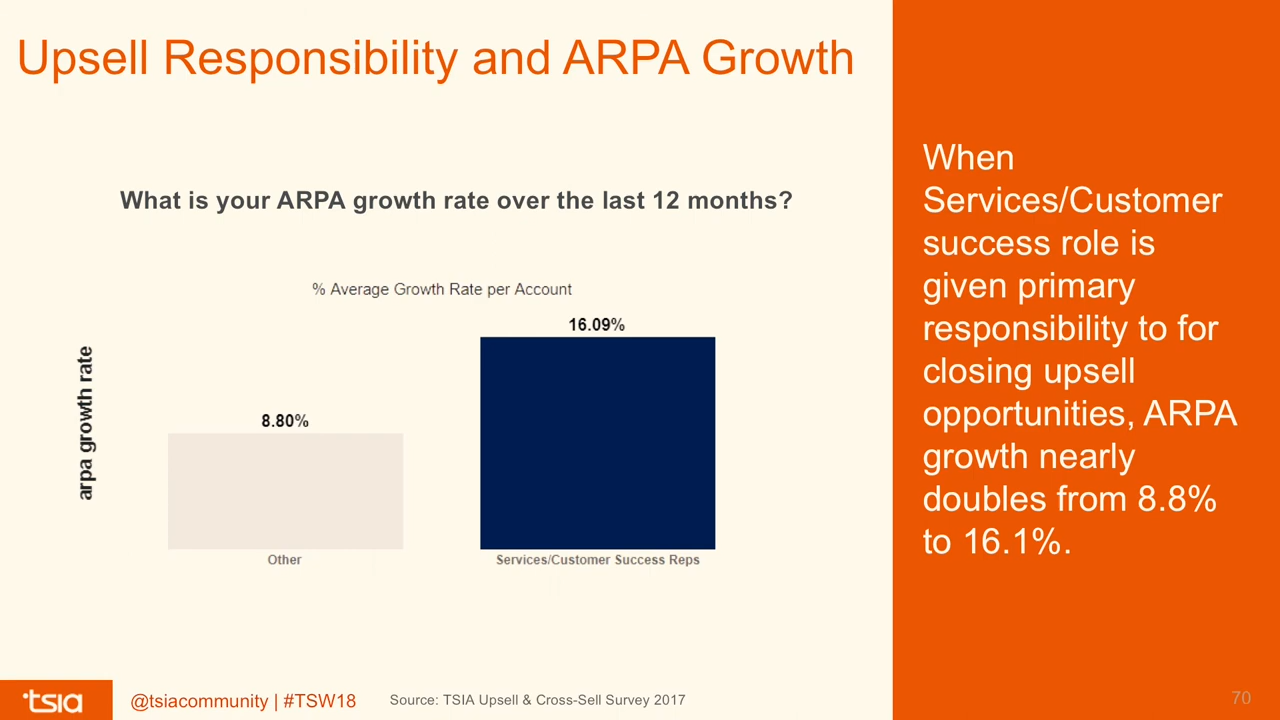 Upsell Responsibility and ARPA Growth
What is your ARPA growth rate over the last 12 months?
% Average Growth Rate per Account
arpa growth rate
8.80%
16.09%
Other
Services/Customer Success Reps
When
Services/Customer
success role is
given primary
responsibility to for
closing upsell
opportunities, ARPA
growth nearly
doubles from 8.8%
to 16.1%.
tsia
@tsiacommunity | #TSW18
Source: TSIA Upsell & Cross-Sell Survey 2017
70